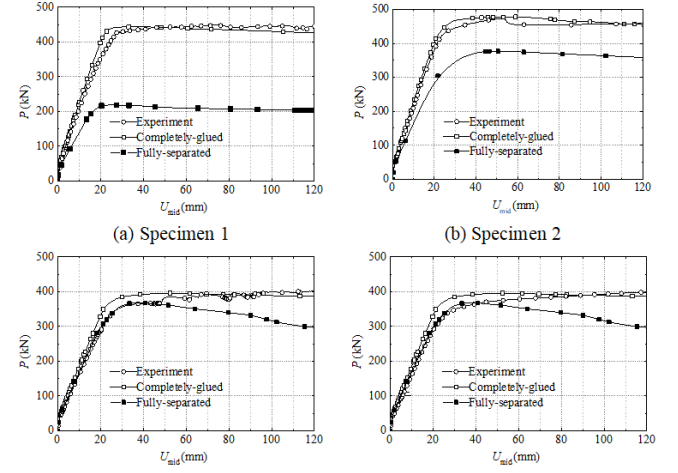 500
400
300
200
100
0
P (kN)
Experiment
Completely-glued
Fully-separated
0 20 40 60 80 100 120
Umid(mm)
(a) Specimen 1
500
400
300
200
100
0
P (kN)
Experiment
Completely-glued
Fully-separated
0 20 40 60 80 100 120
Umid(mm)
(b) Specimen 2
500
400
300
200
100
0
P (kN)
Experiment
Completely-glued
Fully-separated
0 20 40 60 80 100 120
Umid(mm)
500
400
300
200
100
0
P (kN)
Experiment
Completely-glued
Fully-separated
0 20 40 60 80 100 120
Umid(mm)